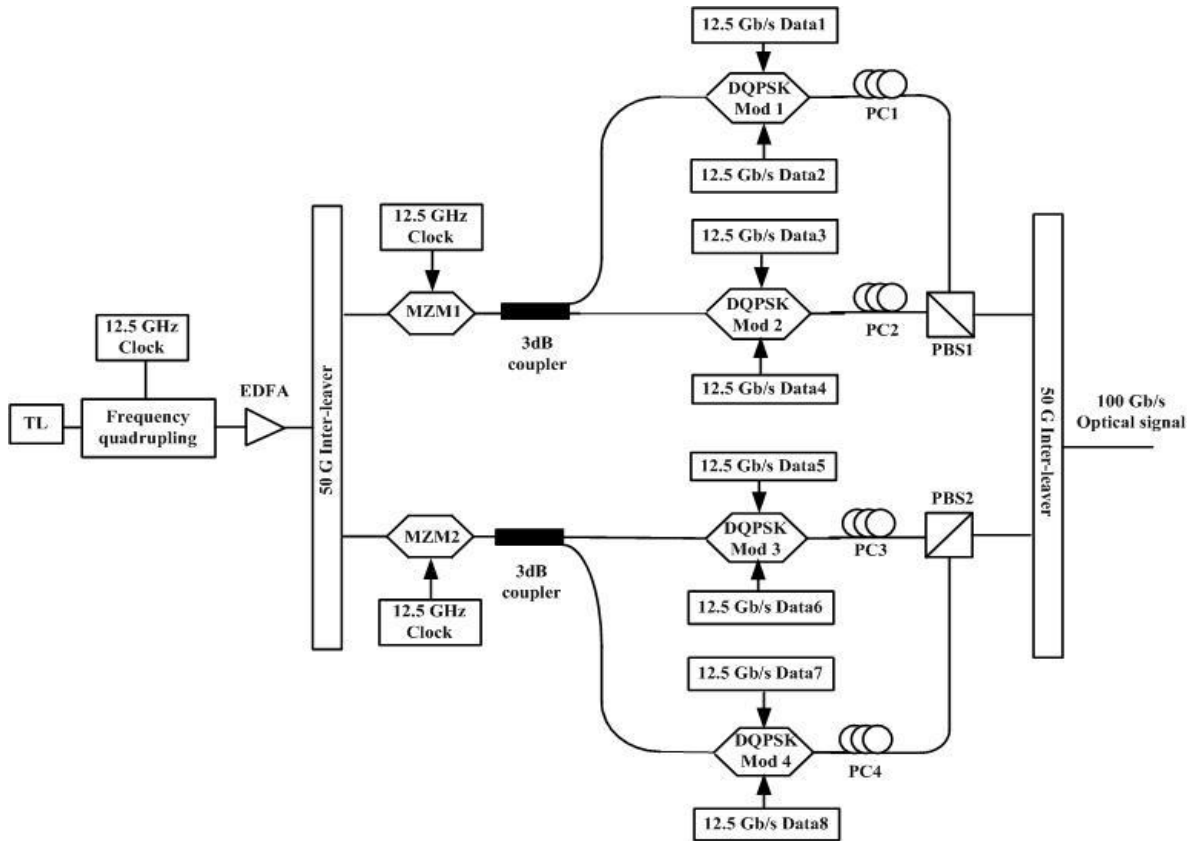 12.5 Gb/s Data1
DQPSK
Mod 1
PC1
12.5 Gb/s Data2
12.5 GHz
Clock
12.5 Gb/s Data3
MZM1
3dB
coupler
DQPSK
Mod 2
PC2
PBS1
12.5 Gb/s Data4
12.5 GHz
Clock
EDFA
TL
Frequency
quadrupling
50 G Inter-leaver
50 G Inter-leaver
100 Gb/s
Optical signal
12.5 Gb/s Data5
PBS2
MZM2
3dB
coupler
DQPSK
Mod 3
PC3
12.5 GHz
Clock
12.5 Gb/s Data6
12.5 Gb/s Data7
DQPSK
Mod 4
PC4
12.5 Gb/s Data8